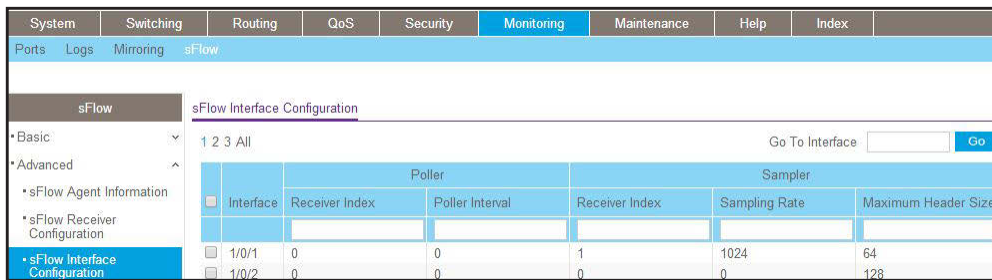 System Switching Routing QoS Security Monitoring Maintenance Help Index
Ports Logs Mirroring sFlow
sFlow
Basic
Advanced
sFlow Agent Information
sFlow Receiver
Configuration
sFlow Interface
Configuration
sFlow Interface Configuration
1 2 3 All Go To Interface Go
Poller Sampler
Interface Receiver Index Poller Interval Receiver Index Sampling Rate Maximum Header Size
1/0/1 0 0 1 1024 64
1/0/2 0 0 0 0 128